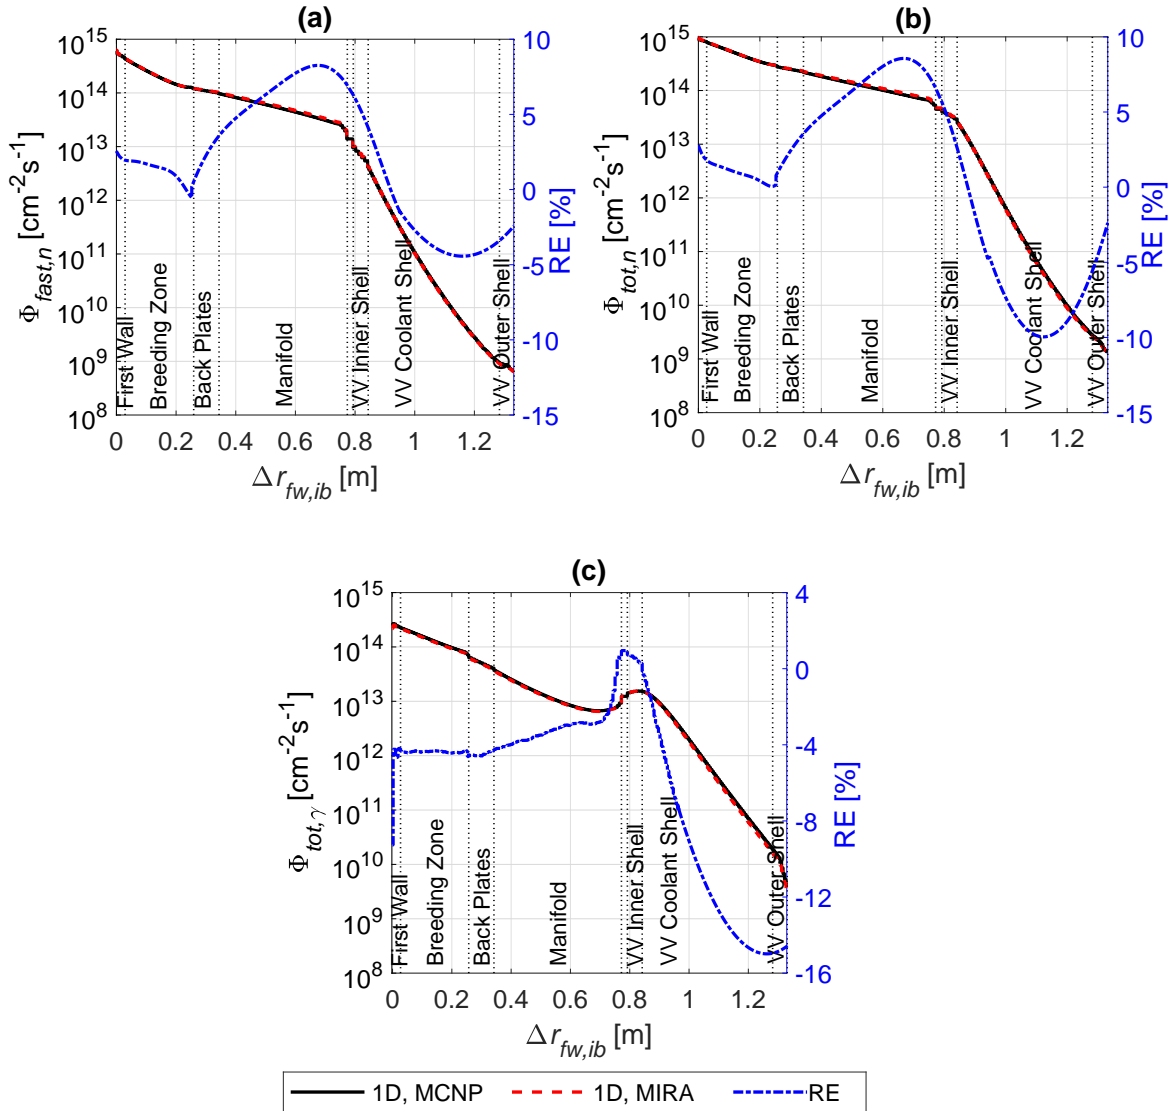 (a)
10^15
10^14
10^13
10^12
10^11
10^10
10^9
10^8
Φ_fast,n [cm^-2 s^-1]
10
5
0
-5
-10
-15
RE [%]
First Wall
Breeding Zone
Back Plates
Manifold
VV Inner Shell
VV Coolant Shell
VV Outer Shell
0 0.2 0.4 0.6 0.8 1 1.2
Δ r_fw,ib [m]
(b)
10^15
10^14
10^13
10^12
10^11
10^10
10^9
10^8
Φ_tot,n [cm^-2 s^-1]
10
5
0
-5
-10
-15
RE [%]
First Wall
Breeding Zone
Back Plates
Manifold
VV Inner Shell
VV Coolant Shell
VV Outer Shell
0 0.2 0.4 0.6 0.8 1 1.2
Δ r_fw,ib [m]
(c)
10^15
10^14
10^13
10^12
10^11
10^10
10^9
10^8
Φ_tot,γ [cm^-2 s^-1]
4
0
-4
-8
-12
-16
RE [%]
First Wall
Breeding Zone
Back Plates
Manifold
VV Inner Shell
VV Coolant Shell
VV Outer Shell
0 0.2 0.4 0.6 0.8 1 1.2
Δ r_fw,ib [m]
1D, MCNP 1D, MIRA RE